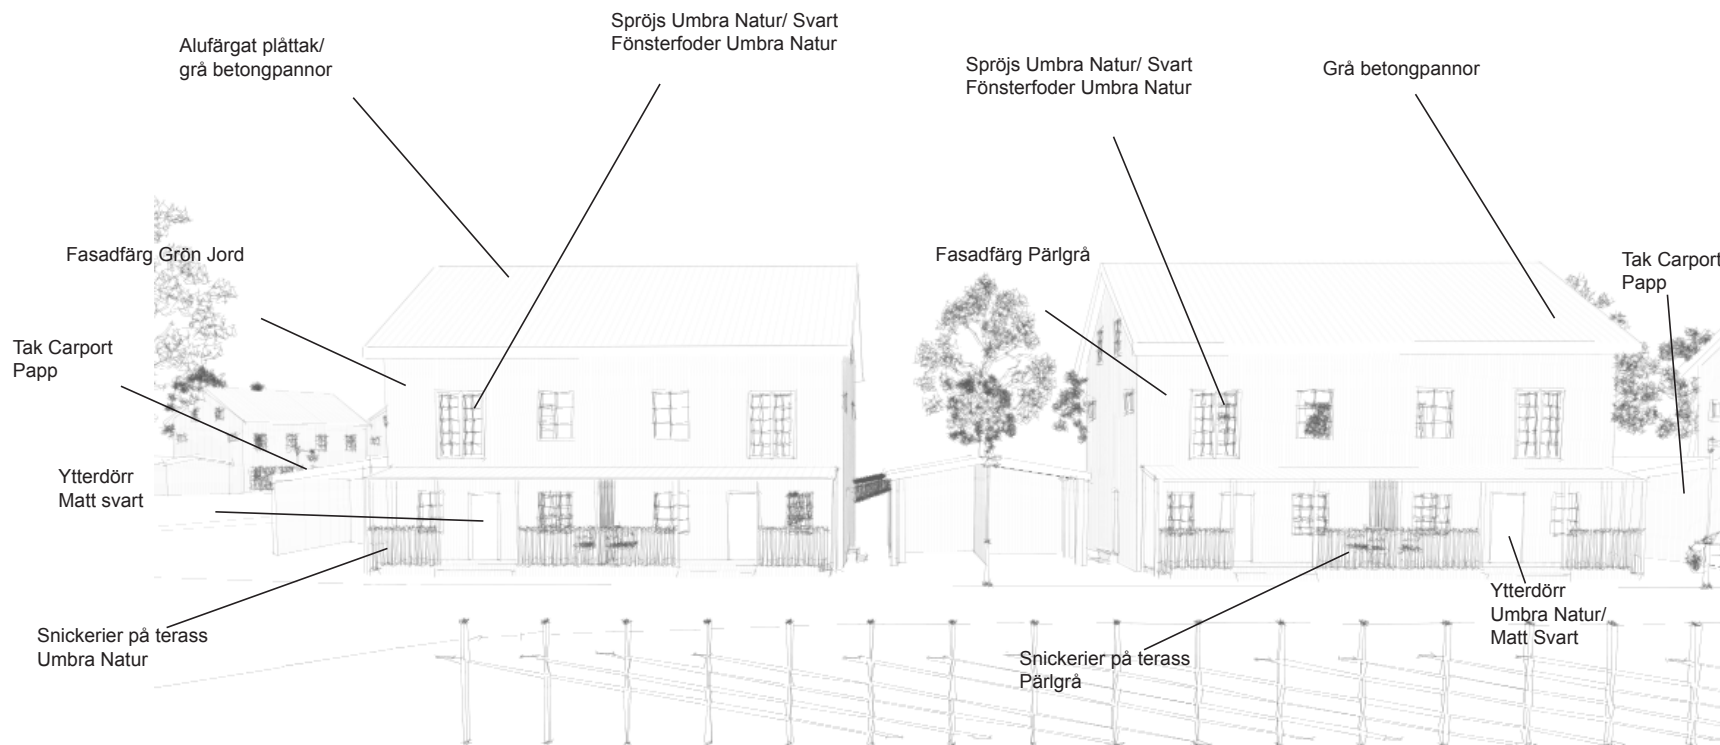 Alufärgat plåttak/
grå betongpannor
Spröjs Umbra Natur/ Svart
Fönsterfoder Umbra Natur
Spröjs Umbra Natur/ Svart
Fönsterfoder Umbra Natur
Grå betongpannor
Fasadfärg Grön Jord
Fasadfärg Pärlgrå
Tak Carport
Papp
Tak Carport
Papp
Ytterdörr
Matt svart
Snickerier på terass
Umbra Natur
Snickerier på terass
Pärlgrå
Ytterdörr
Umbra Natur/
Matt Svart